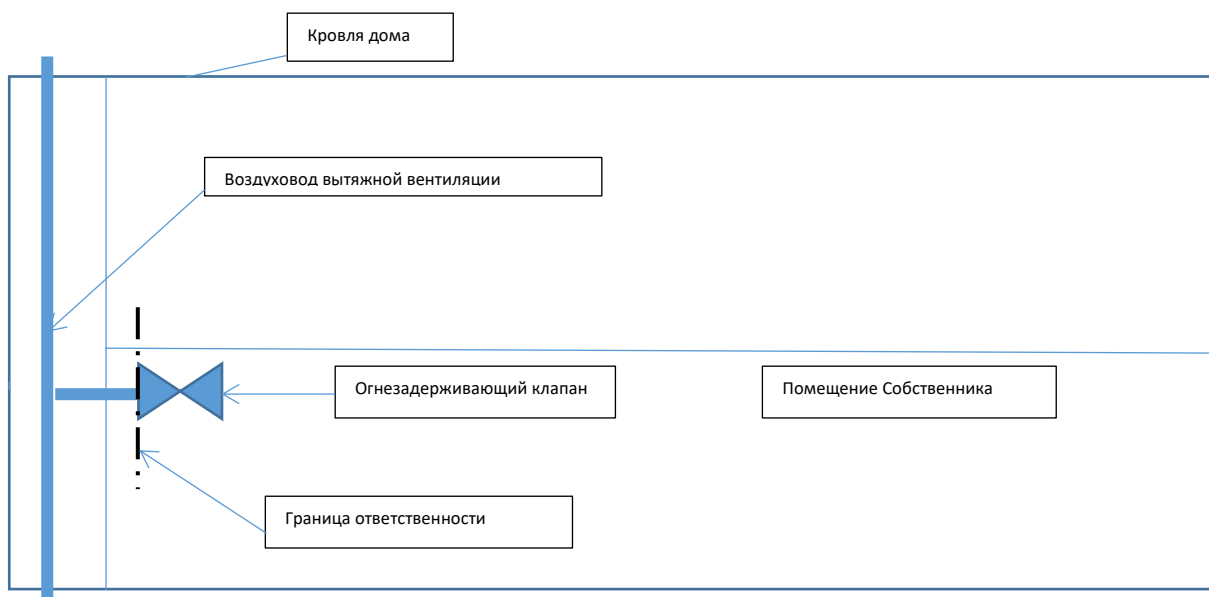 Кровля дома
Воздуховод вытяжной вентиляции
Огнезадерживающий клапан
Помещение Собственника
Граница ответственности